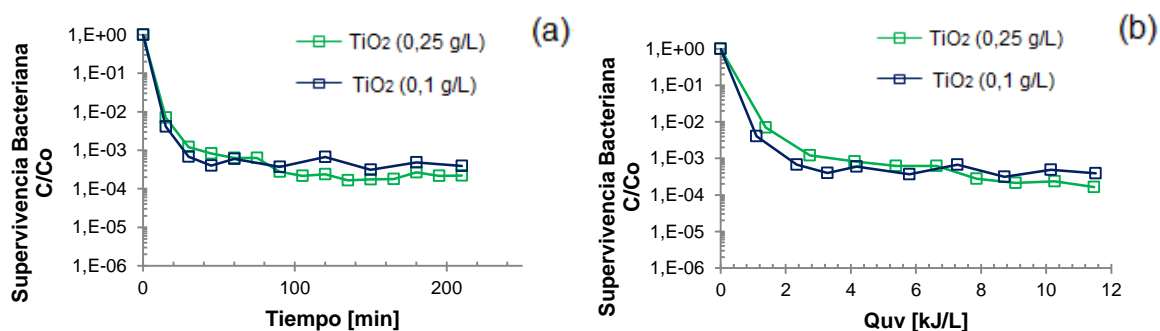 (a)
TiO2 (0,25 g/L)
TiO2 (0,1 g/L)
Supervivencia Bacteriana
C/Co
1,E+00
1,E-01
1,E-02
1,E-03
1,E-04
1,E-05
1,E-06
0
100
200
Tiempo [min]
(b)
TiO2 (0,25 g/L)
TiO2 (0,1 g/L)
Supervivencia Bacteriana
C/Co
1,E+00
1,E-01
1,E-02
1,E-03
1,E-04
1,E-05
1,E-06
0
2
4
6
8
10
12
Quv [kJ/L]